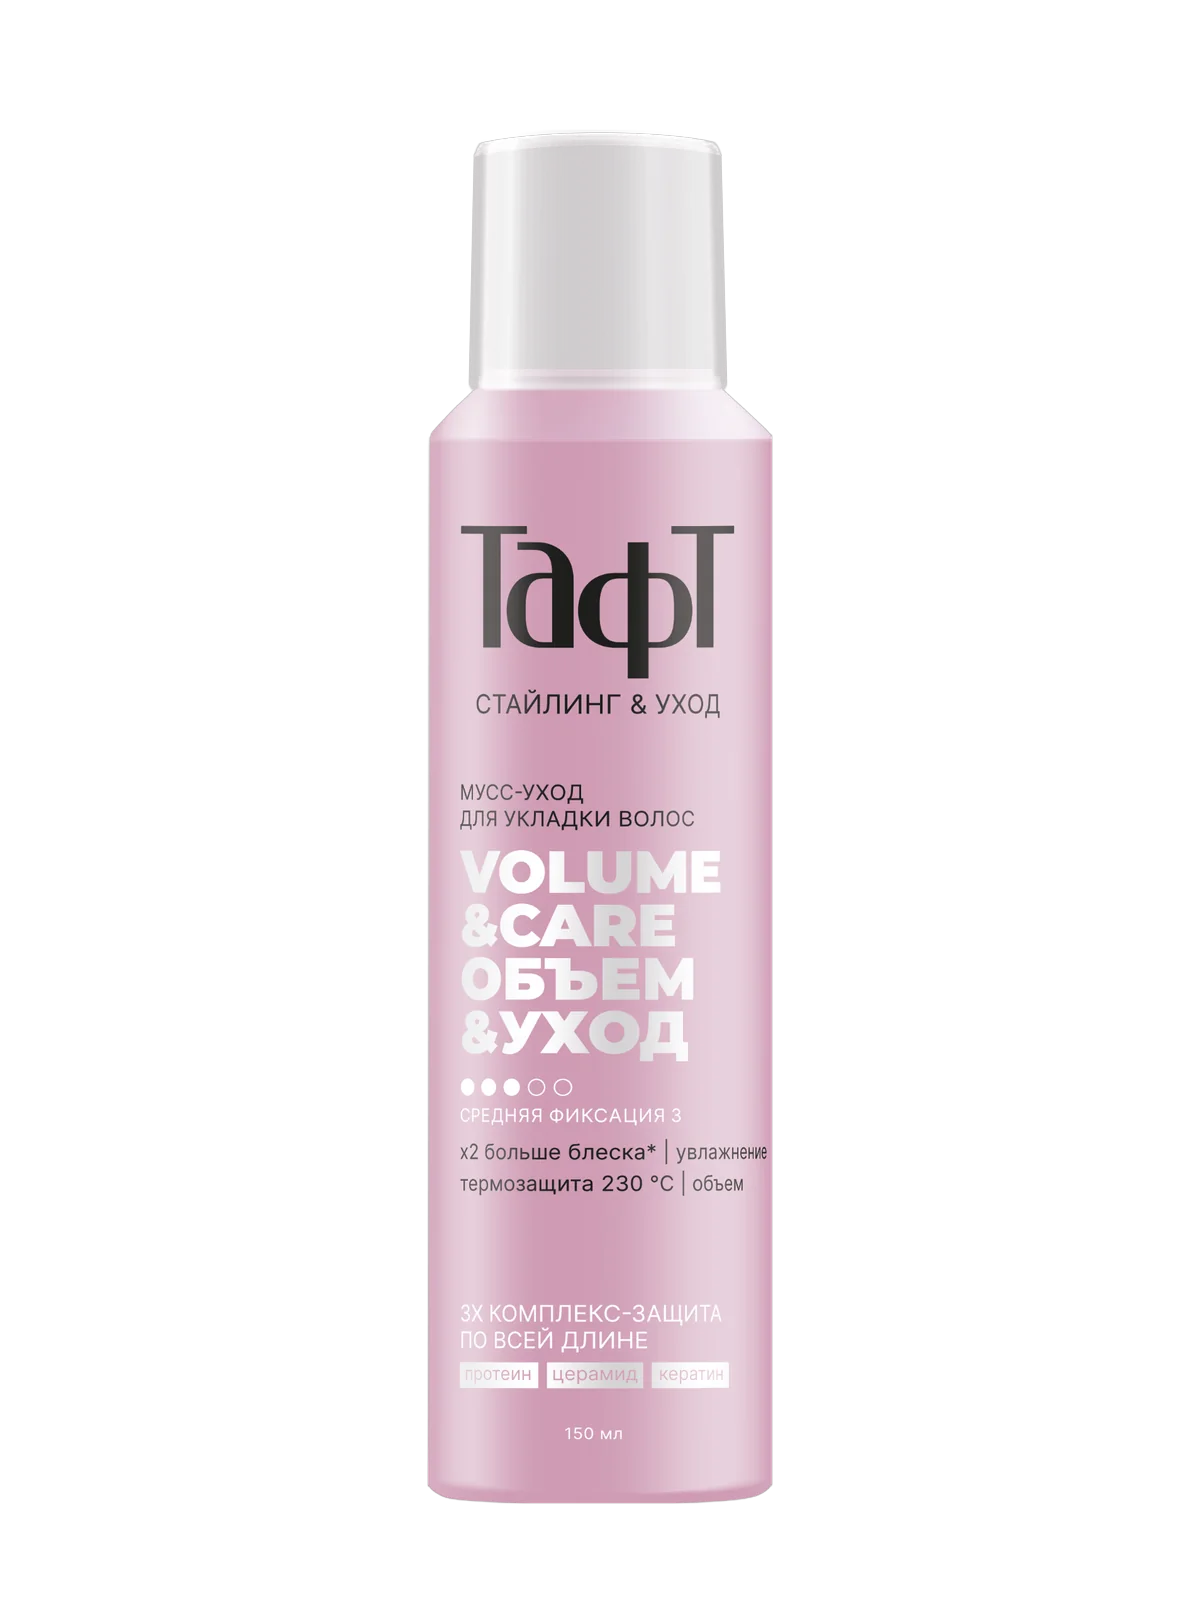 ТАФТ
СТАЙЛИНГ & УХОД
МУСС-УХОД
ДЛЯ УКЛАДКИ ВОЛОС
VOLUME
&CARE
ОБЪЕМ
&УХОД
СРЕДНЯЯ ФИКСАЦИЯ 3
x2 больше блеска* | увлажнение
термозащита 230 °C | объем
3X КОМПЛЕКС-ЗАЩИТА
ПО ВСЕЙ ДЛИНЕ
протеин церамид кератин
150 мл